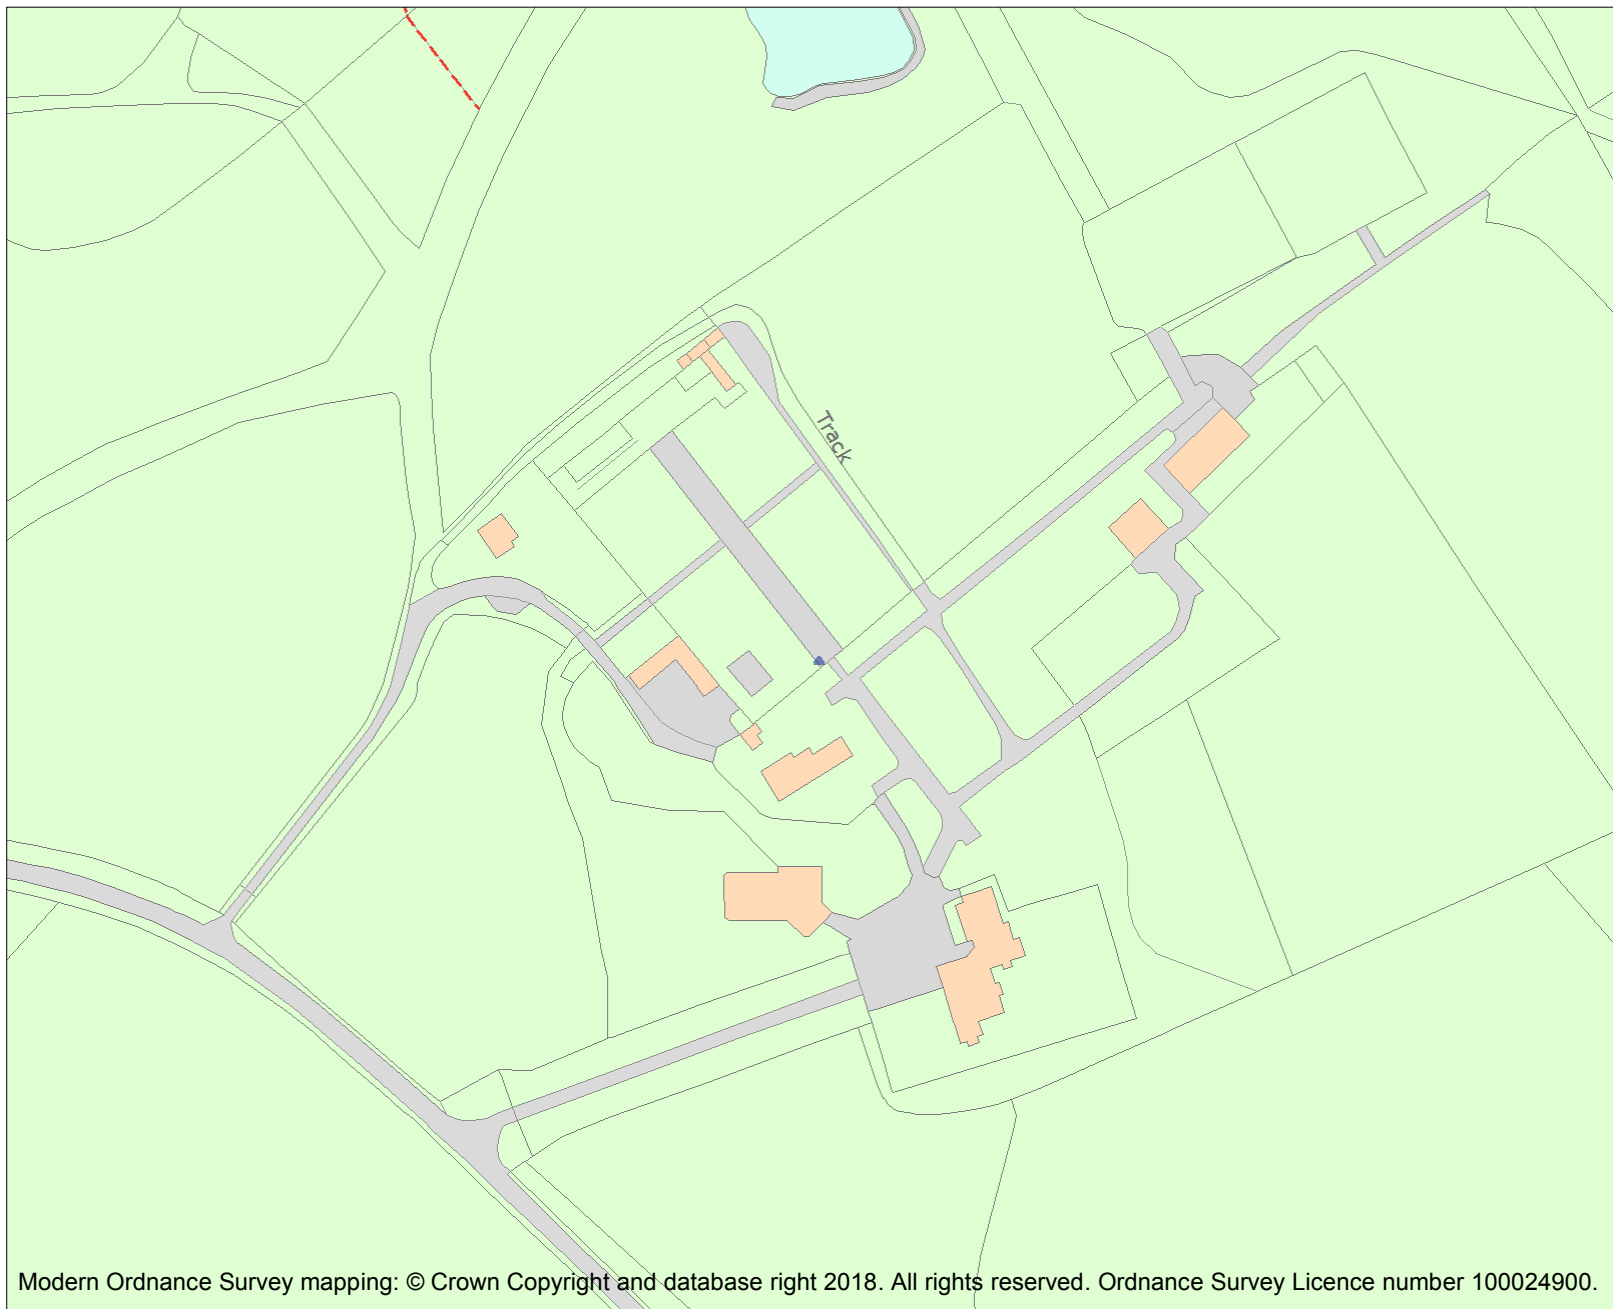 Track
Modern Ordnance Survey mapping: © Crown Copyright and database right 2018. All rights reserved. Ordnance Survey Licence number 100024900.